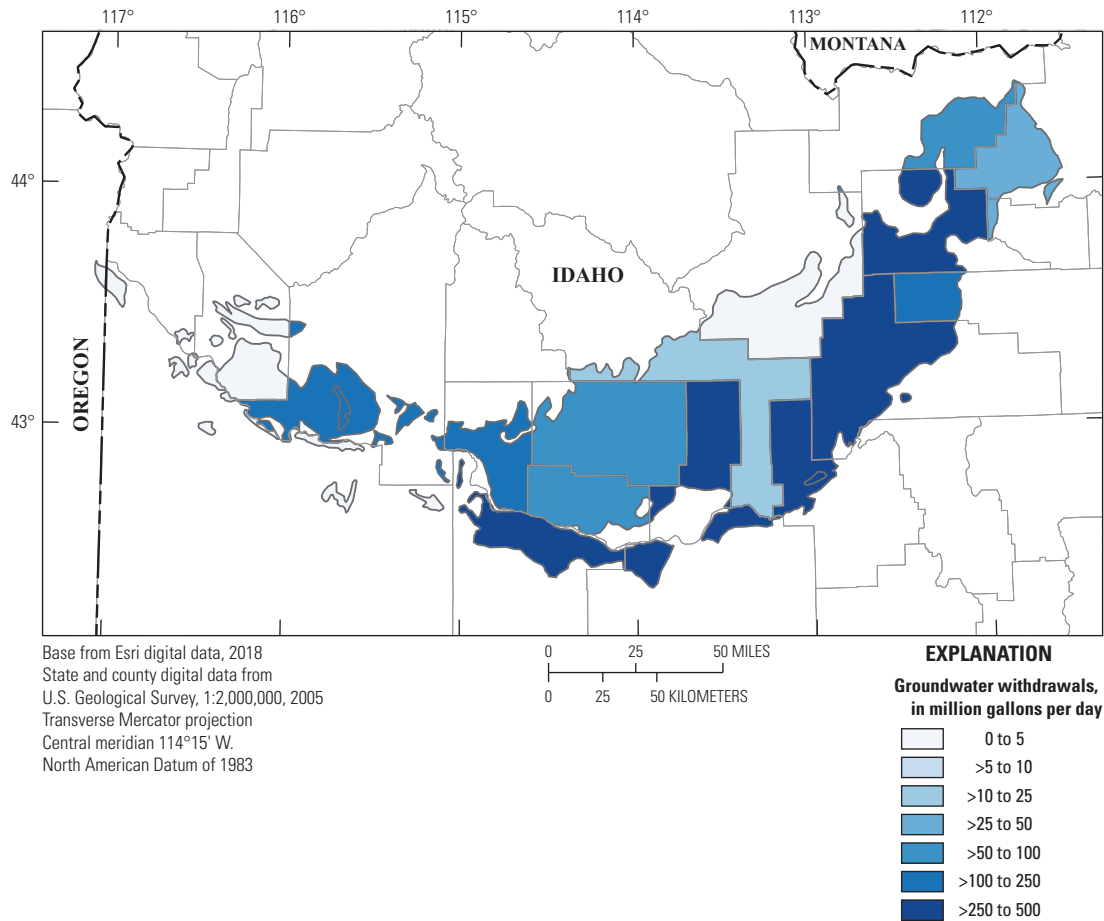 117° 116° 115° 114° 113° 112°
MONTANA
44°
IDAHO
OREGON
43°
Base from Esri digital data, 2018
State and county digital data from
U.S. Geological Survey, 1:2,000,000, 2005
Transverse Mercator projection
Central meridian 114°15' W.
North American Datum of 1983
0 25 50 MILES
0 25 50 KILOMETERS
EXPLANATION
Groundwater withdrawals,
in million gallons per day
0 to 5
>5 to 10
>10 to 25
>25 to 50
>50 to 100
>100 to 250
>250 to 500